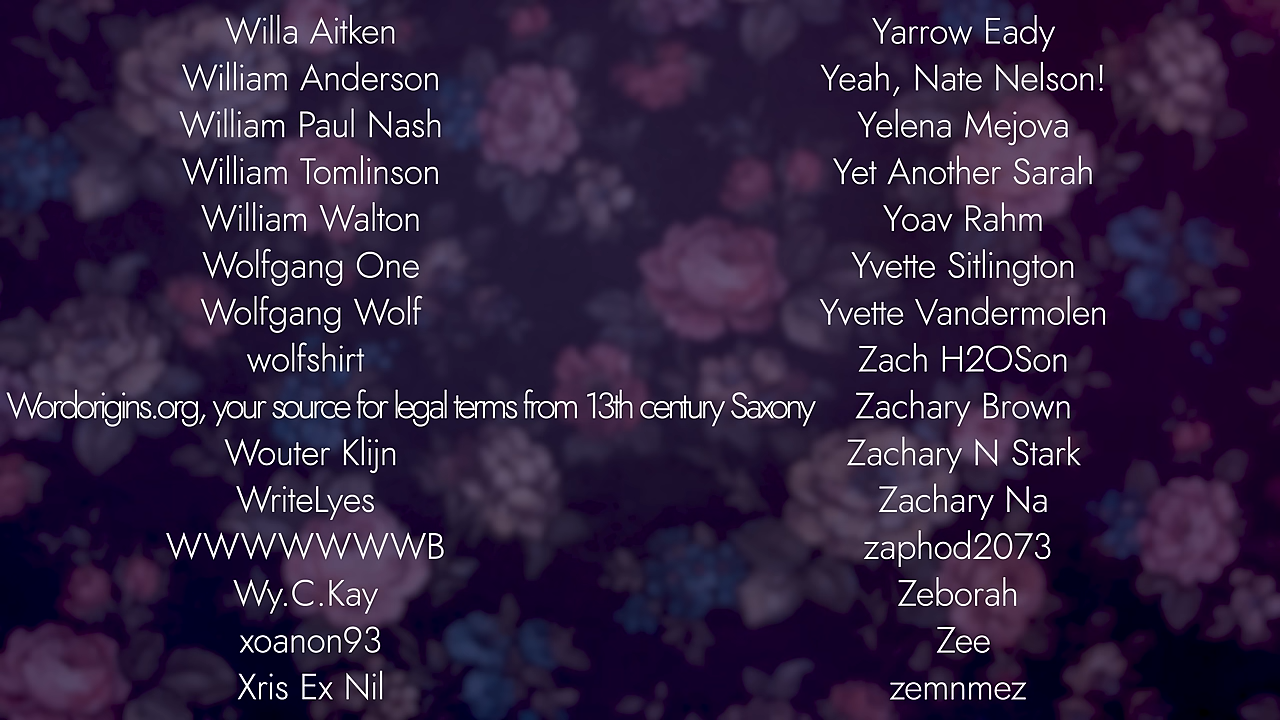 Willa Aitken
William Anderson
William Paul Nash
William Tomlinson
William Walton
Wolfgang One
Wolfgang Wolf
wolfshirt
Wordorigins.org, your source for legal terms from 13th century Saxony
Wouter Klijn
WriteLyes
WWWWWWWB
Wy.C.Kay
xoanon93
Xris Ex Nil
Yarrow Eady
Yeah, Nate Nelson!
Yelena Mejova
Yet Another Sarah
Yoav Rahm
Yvette Sitlington
Yvette Vandermolen
Zach H2OSon
Zachary Brown
Zachary N Stark
Zachary Na
zaphod2073
Zeborah
Zee
zemnmez